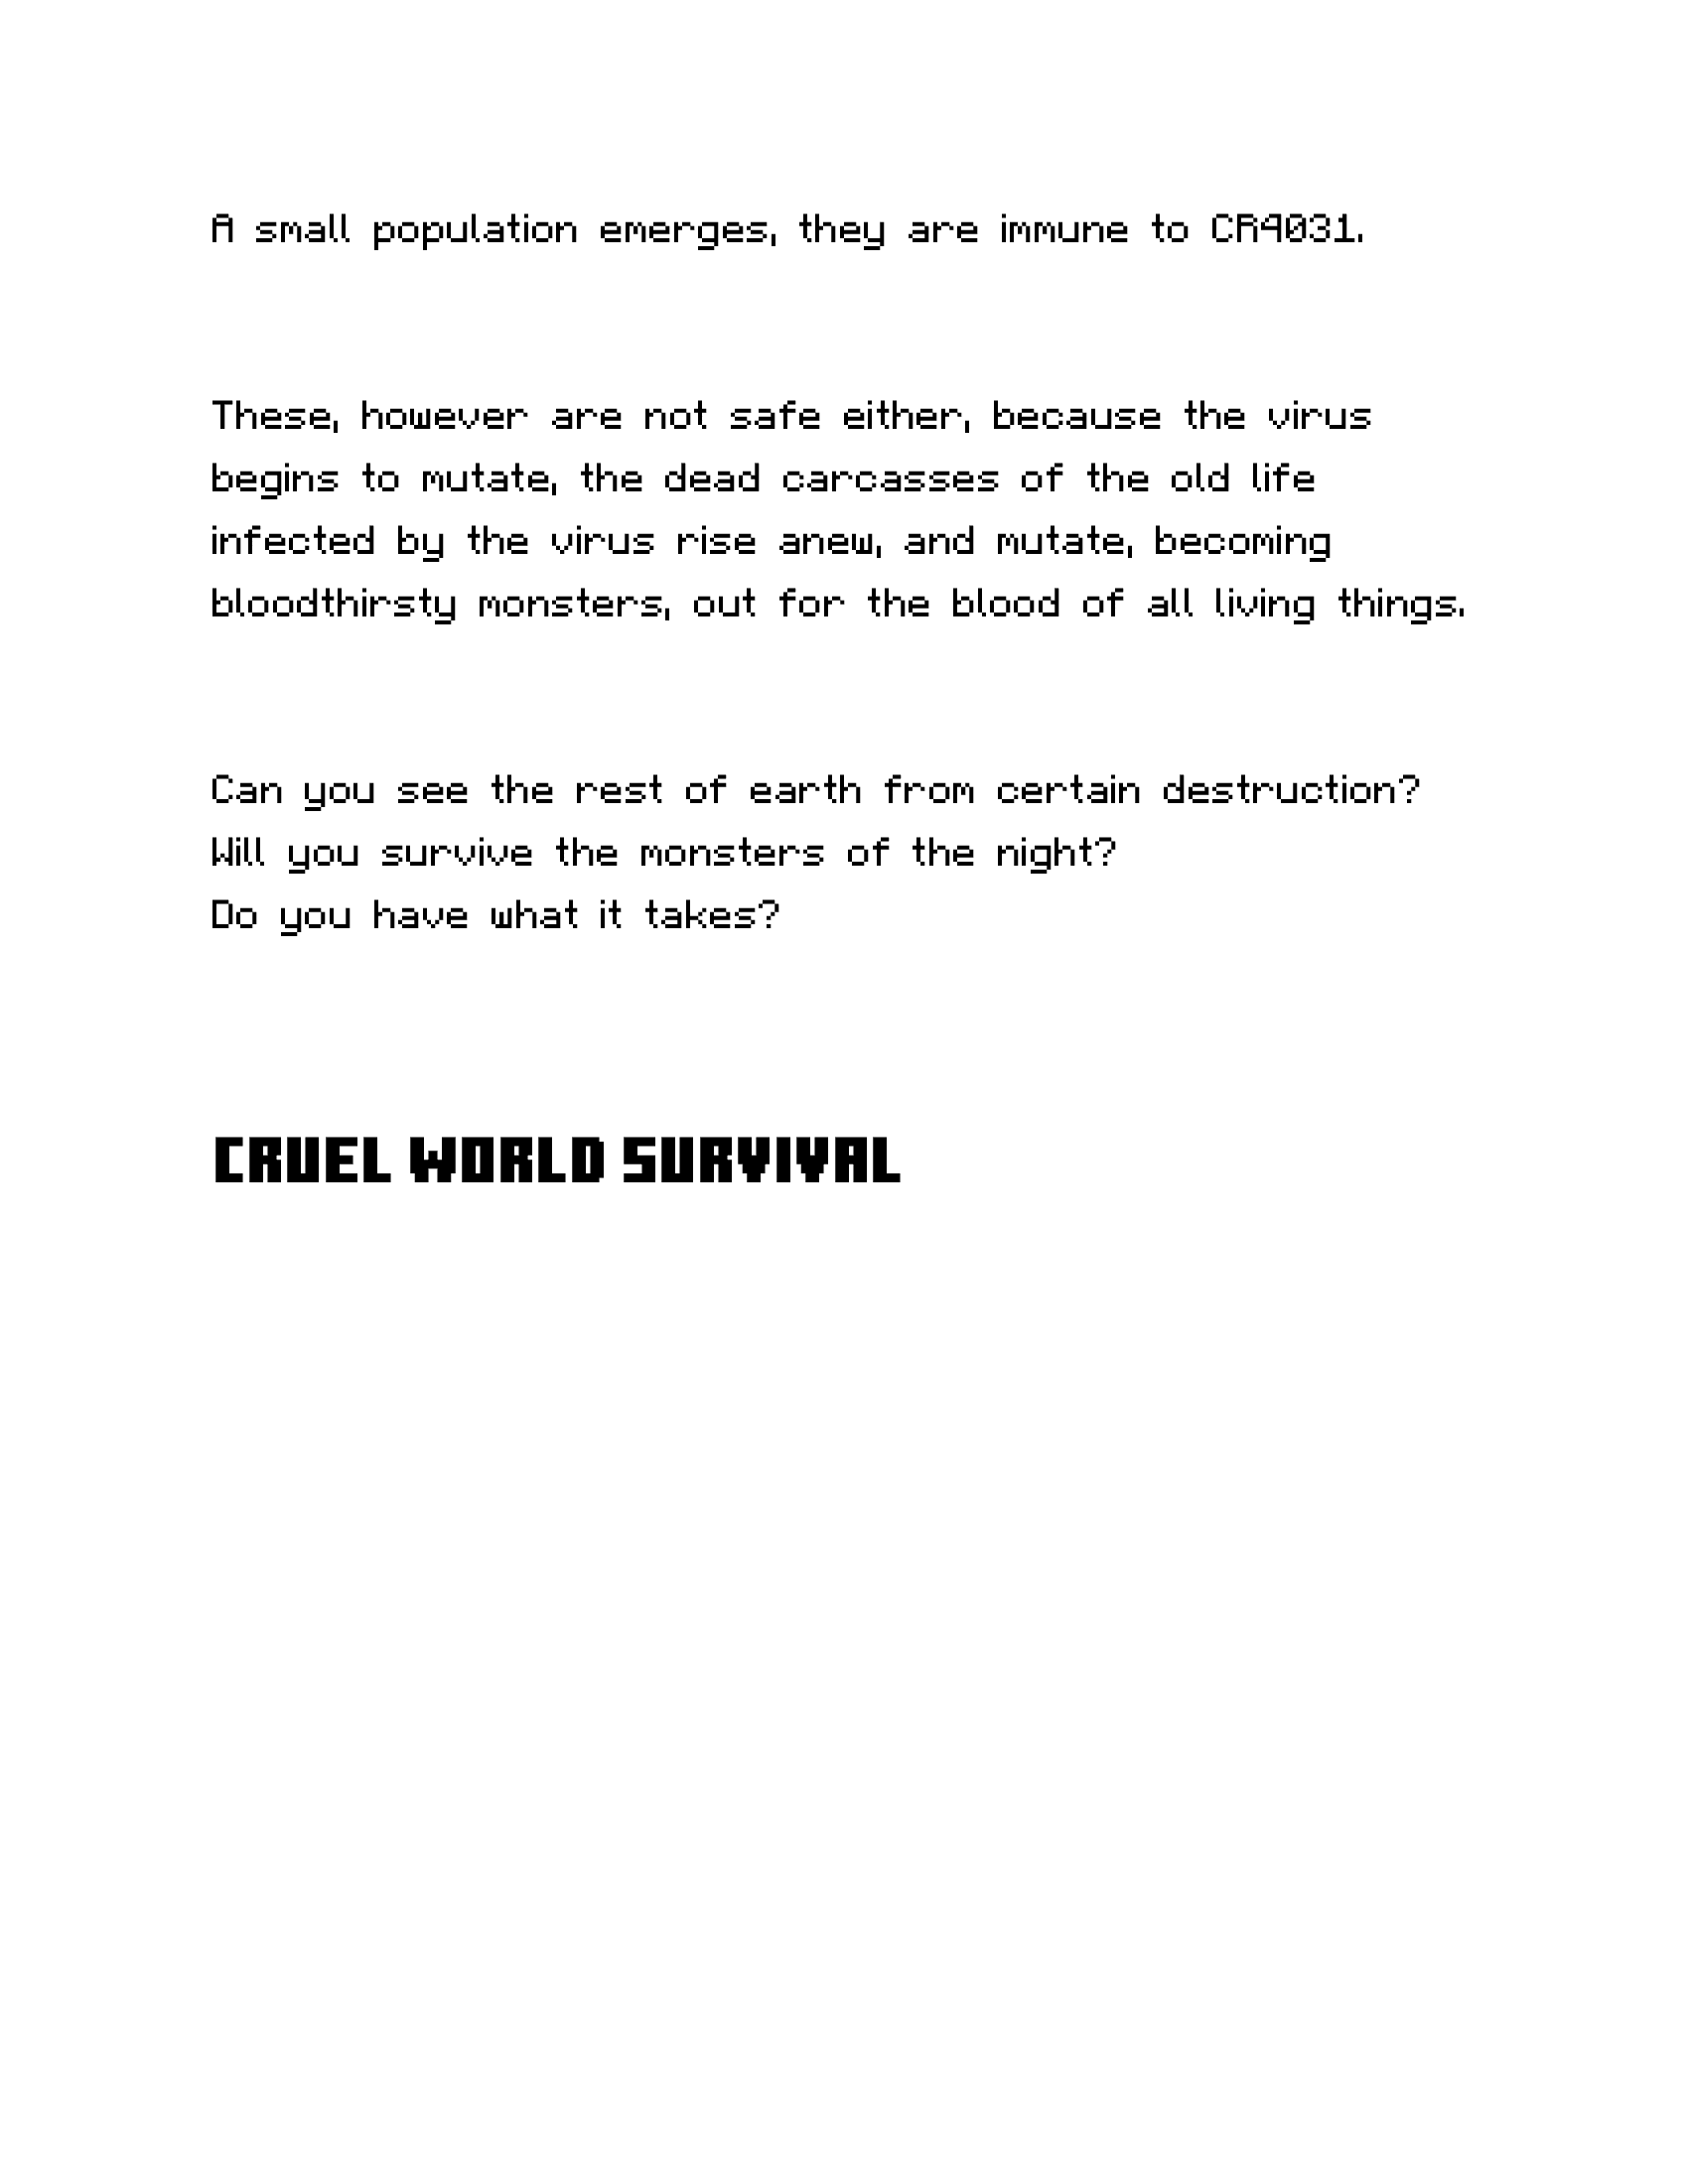 A small population emerges, they are immune to CR9031.
These, however are not safe either, because the virus
begins to mutate, the dead carcasses of the old life
infected by the virus rise anew, and mutate, becoming
bloodthirsty monsters, out for the blood of all living things.
Can you see the rest of earth from certain destruction?
Will you survive the monsters of the night?
Do you have what it takes?
CRUEL WORLD SURVIVAL